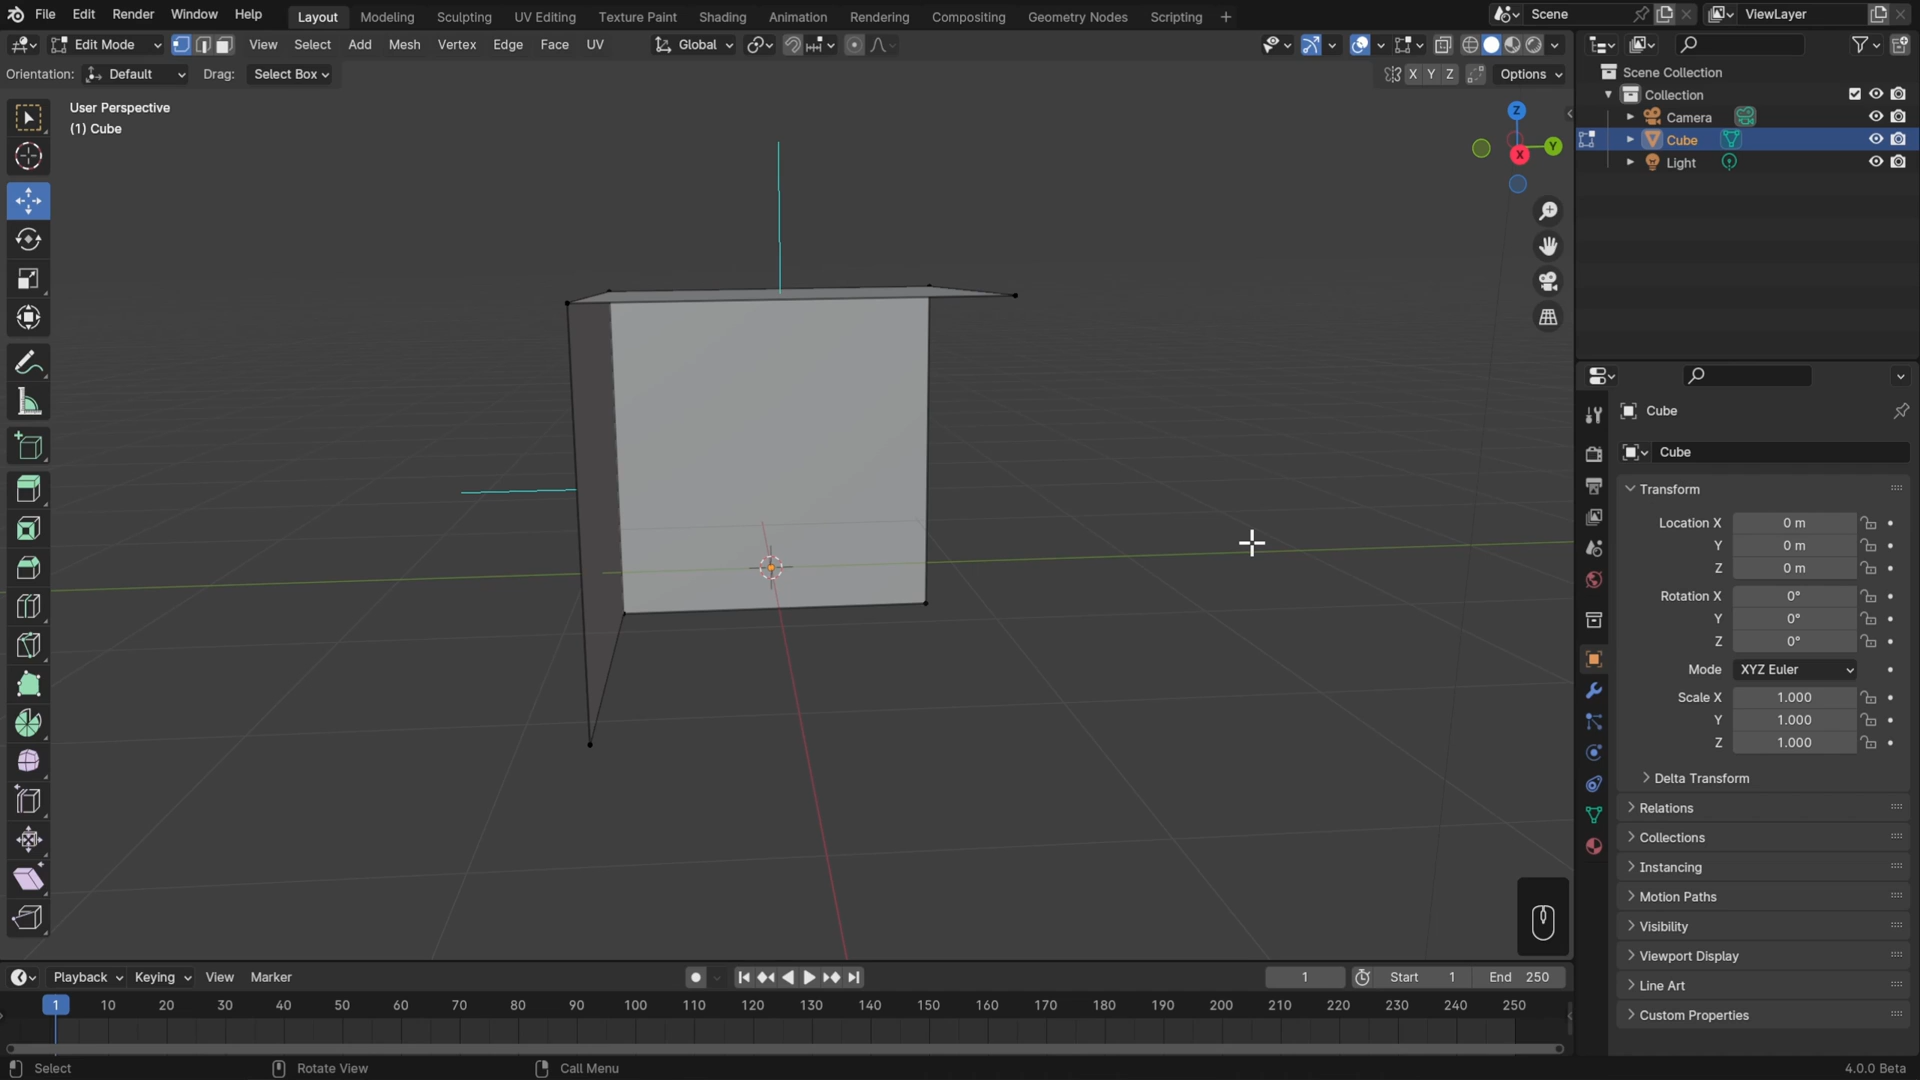 File Edit Render Window Help Layout Modeling Sculpting UV Editing Texture Paint Shading Animation Rendering Compositing Geometry Nodes Scripting + Scene ViewLayer
Edit Mode View Select Add Mesh Vertex Edge Face UV Global
Orientation: Default Drag: Select Box X Y Z Options
Scene Collection
Collection
Camera
Cube
Light
User Perspective
(1) Cube
Z
Y
X
Cube
Cube
Transform
Location X 0 m
Y 0 m
Z 0 m
Rotation X 0°
Y 0°
Z 0°
Mode XYZ Euler
Scale X 1.000
Y 1.000
Z 1.000
Delta Transform
Relations
Collections
Instancing
Motion Paths
Visibility
Viewport Display
Line Art
Custom Properties
Playback Keying View Marker 1 Start 1 End 250
1 10 20 30 40 50 60 70 80 90 100 110 120 130 140 150 160 170 180 190 200 210 220 230 240 250
Select Rotate View Call Menu 4.0.0 Beta